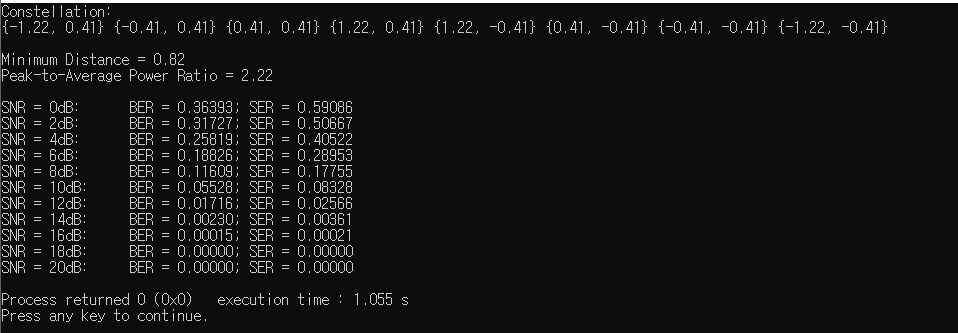 Constellation:
{-1.22, 0.41} {-0.41, 0.41} {0.41, 0.41} {1.22, 0.41} {1.22, -0.41} {0.41, -0.41} {-0.41, -0.41} {-1.22, -0.41}
Minimum Distance = 0.82
Peak-to-Average Power Ratio = 2.22
SNR = 0dB: BER = 0.36393; SER = 0.59086
SNR = 2dB: BER = 0.31727; SER = 0.50667
SNR = 4dB: BER = 0.25819; SER = 0.40522
SNR = 6dB: BER = 0.18826; SER = 0.28953
SNR = 8dB: BER = 0.11609; SER = 0.17755
SNR = 10dB: BER = 0.05528; SER = 0.08328
SNR = 12dB: BER = 0.01716; SER = 0.02566
SNR = 14dB: BER = 0.00230; SER = 0.00361
SNR = 16dB: BER = 0.00015; SER = 0.00021
SNR = 18dB: BER = 0.00000; SER = 0.00000
SNR = 20dB: BER = 0.00000; SER = 0.00000
Process returned 0 (0x0) execution time : 1.055 s
Press any key to continue.